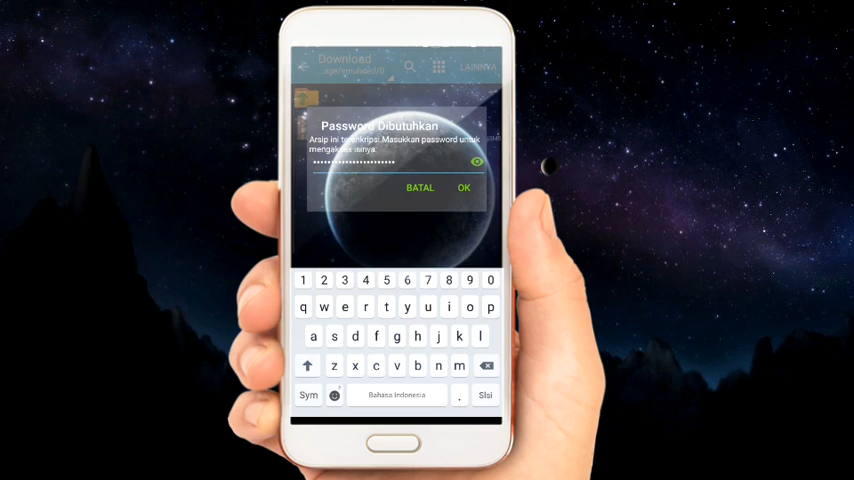 Download
LAINNYA
Password Dibutuhkan
Arsip ini terenkripsi.Masukkan password untuk
mengakses isinya:
•••••••••••••••••••••••
BATAL OK
1 2 3 4 5 6 7 8 9 0
q w e r t y u i o p
a s d f g h j k l
z x c v b n m
Sym Bahasa Indonesia . Slsi